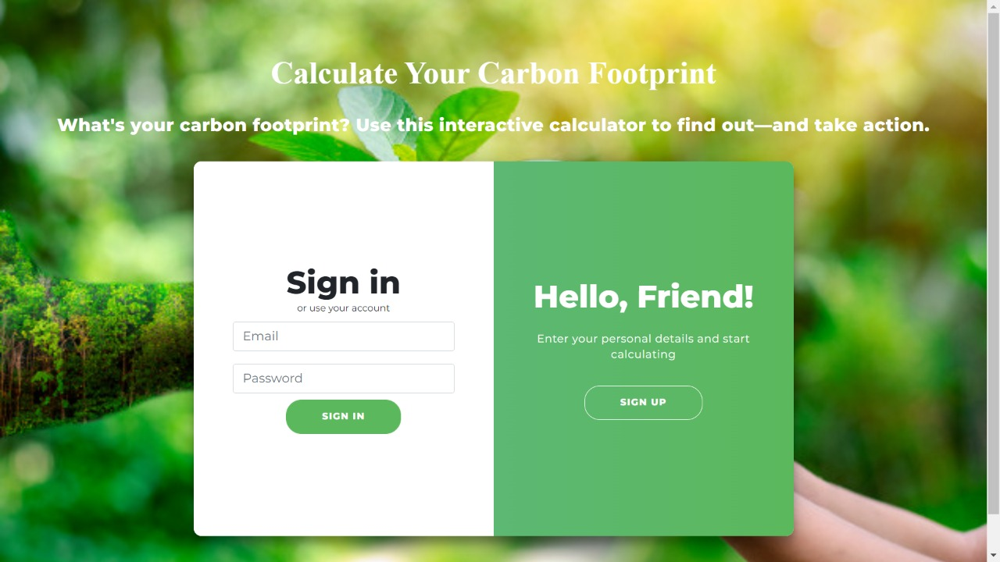 Calculate Your Carbon Footprint
What's your carbon footprint? Use this interactive calculator to find out—and take action.
Sign in
or use your account
Email
Password
SIGN IN
Hello, Friend!
Enter your personal details and start
calculating
SIGN UP